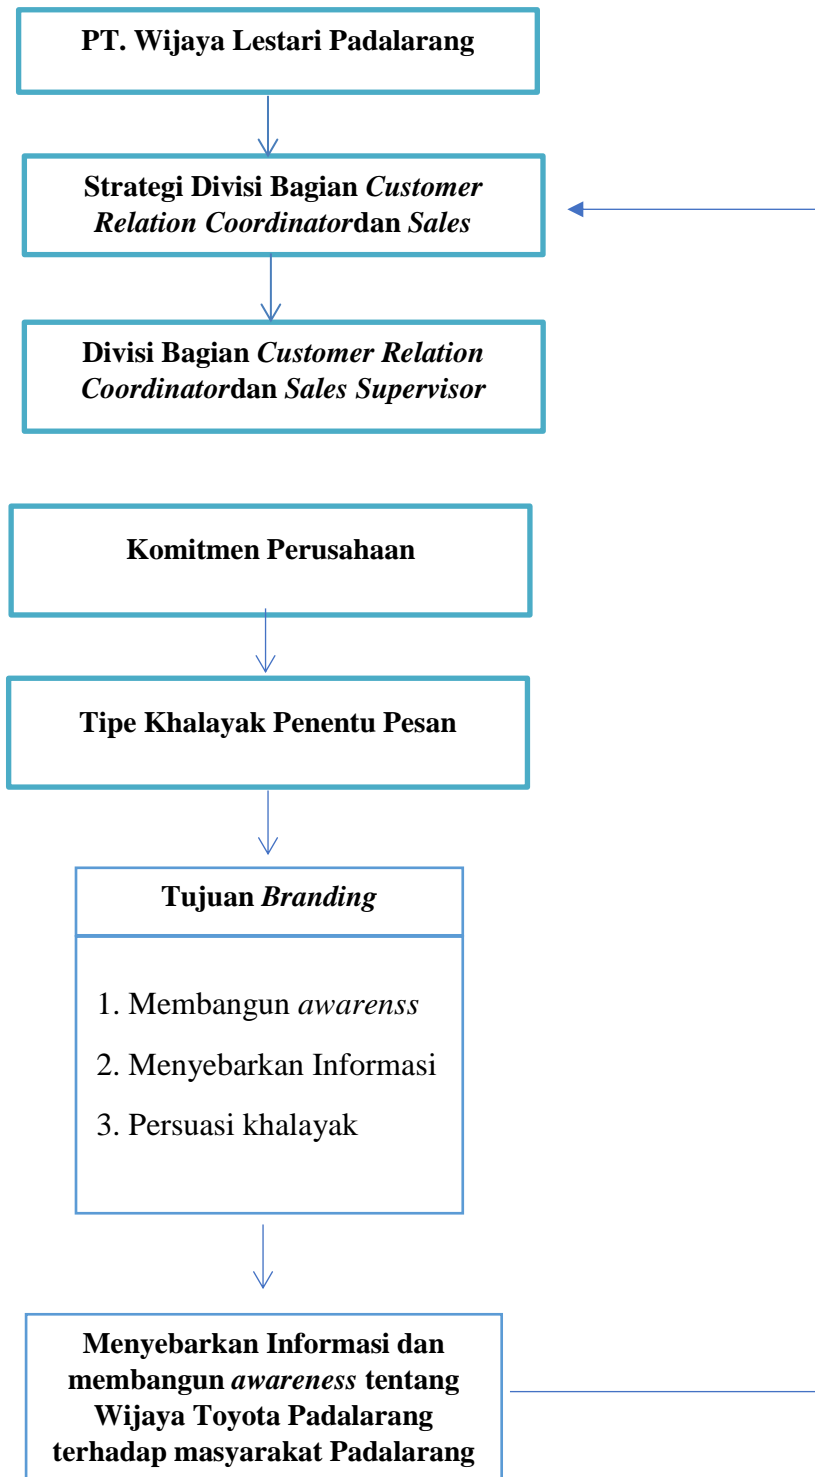 PT. Wijaya Lestari Padalarang
Strategi Divisi Bagian Customer
Relation Coordinatordan Sales
Divisi Bagian Customer Relation
Coordinatordan Sales Supervisor
Komitmen Perusahaan
Tipe Khalayak Penentu Pesan
Tujuan Branding
1. Membangun awarenss
2. Menyebarkan Informasi
3. Persuasi khalayak
Menyebarkan Informasi dan
membangun awareness tentang
Wijaya Toyota Padalarang
terhadap masyarakat Padalarang